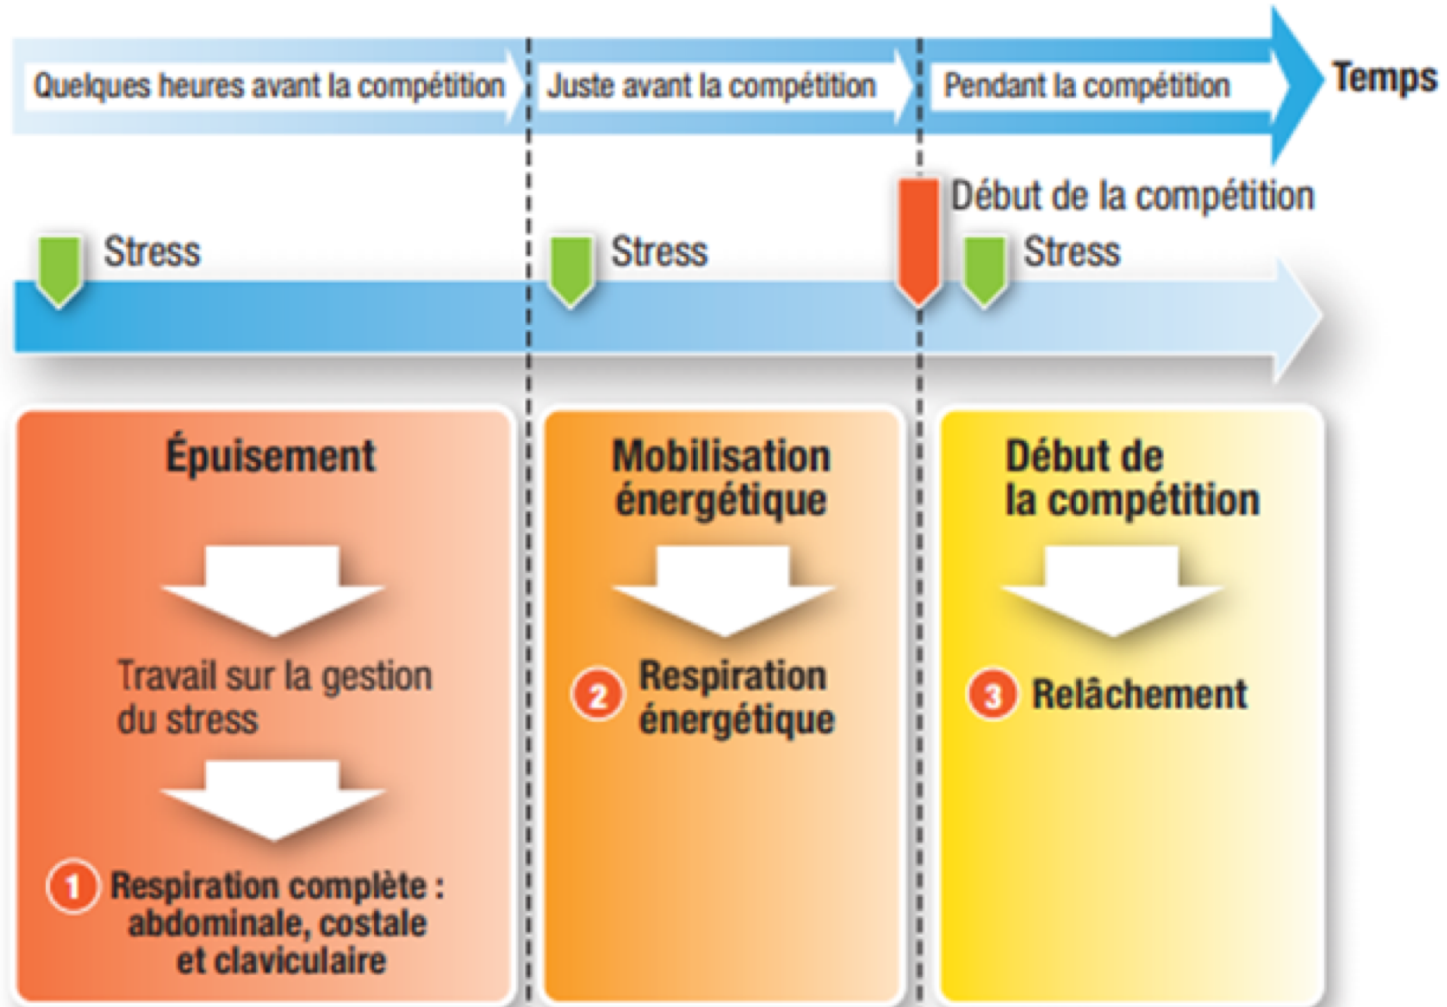 Quelques heures avant la compétition
Juste avant la compétition
Pendant la compétition
Temps
Début de la compétition
Stress
Stress
Stress
Épuisement
Travail sur la gestion
du stress
1 Respiration complète :
abdominale, costale
et claviculaire
Mobilisation
énergétique
2 Respiration
énergétique
Début de
la compétition
3 Relâchement